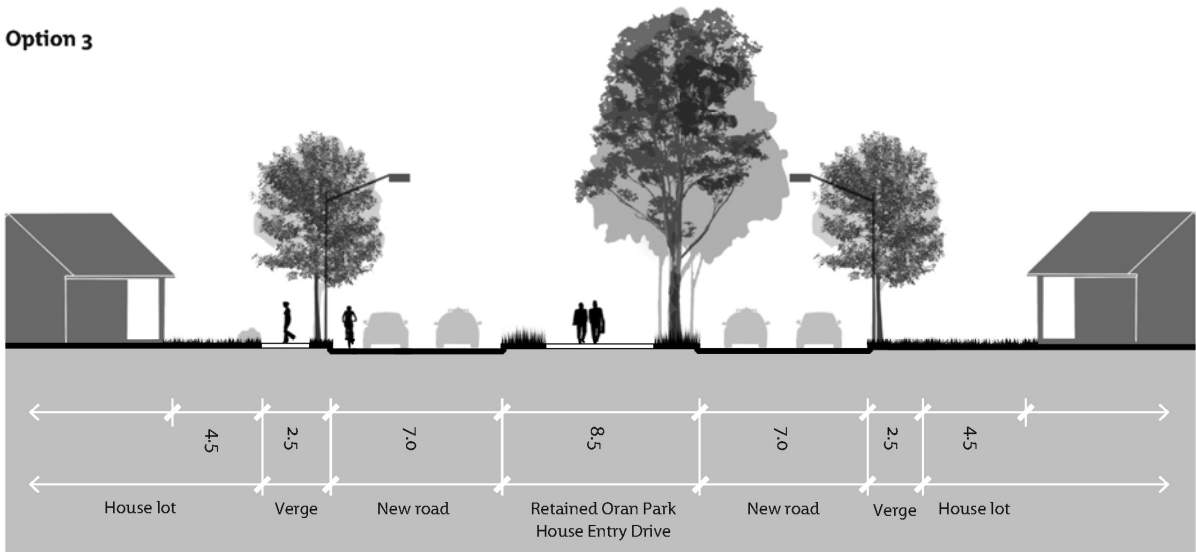 Option 3
4.5
2.5
7.0
8.5
7.0
2.5
4.5
House lot
Verge
New road
Retained Oran Park
House Entry Drive
New road
Verge
House lot